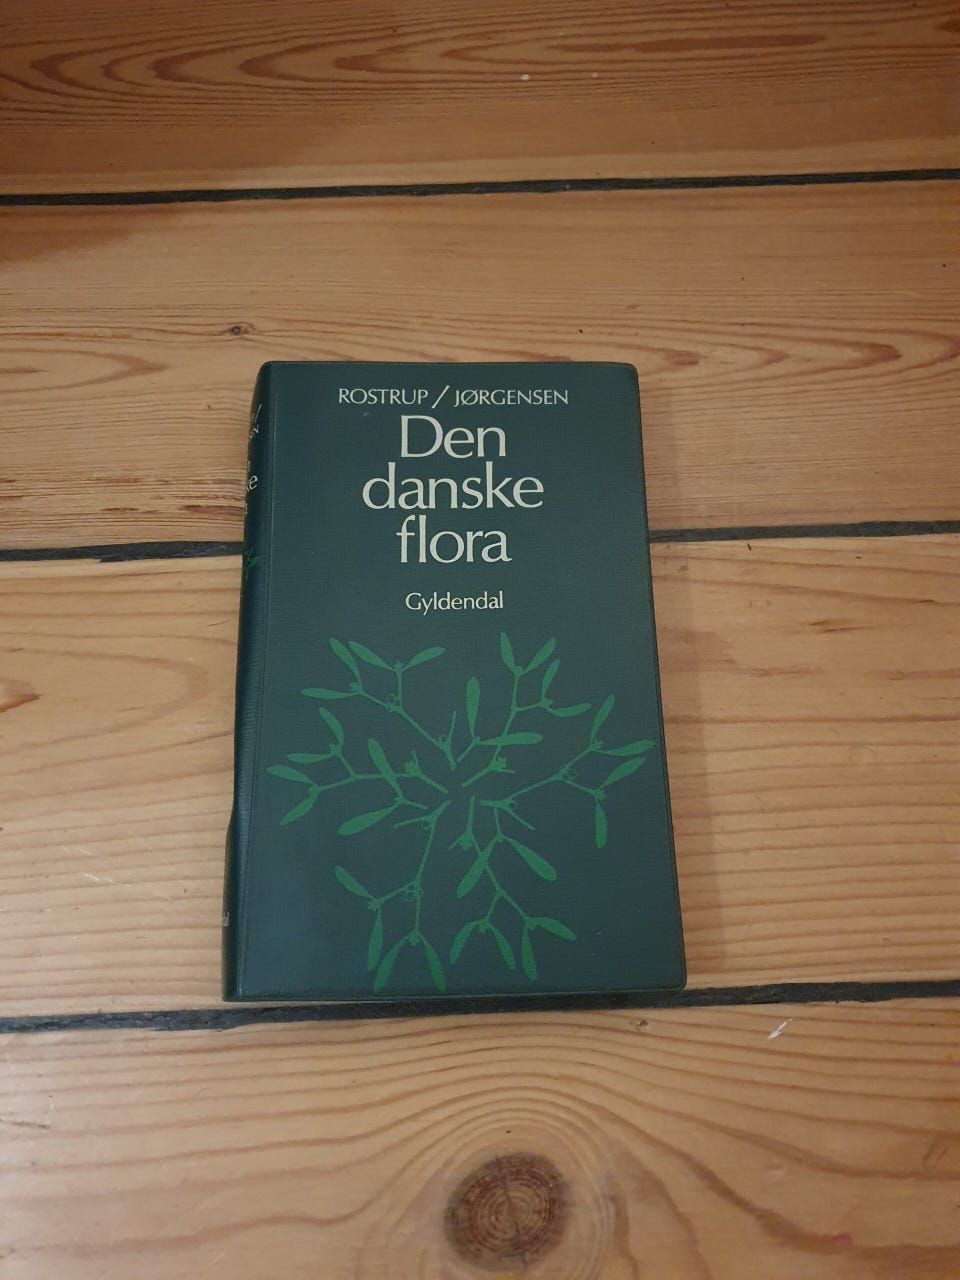 ROSTRUP / JØRGENSEN
Den
danske
flora
Gyldendal